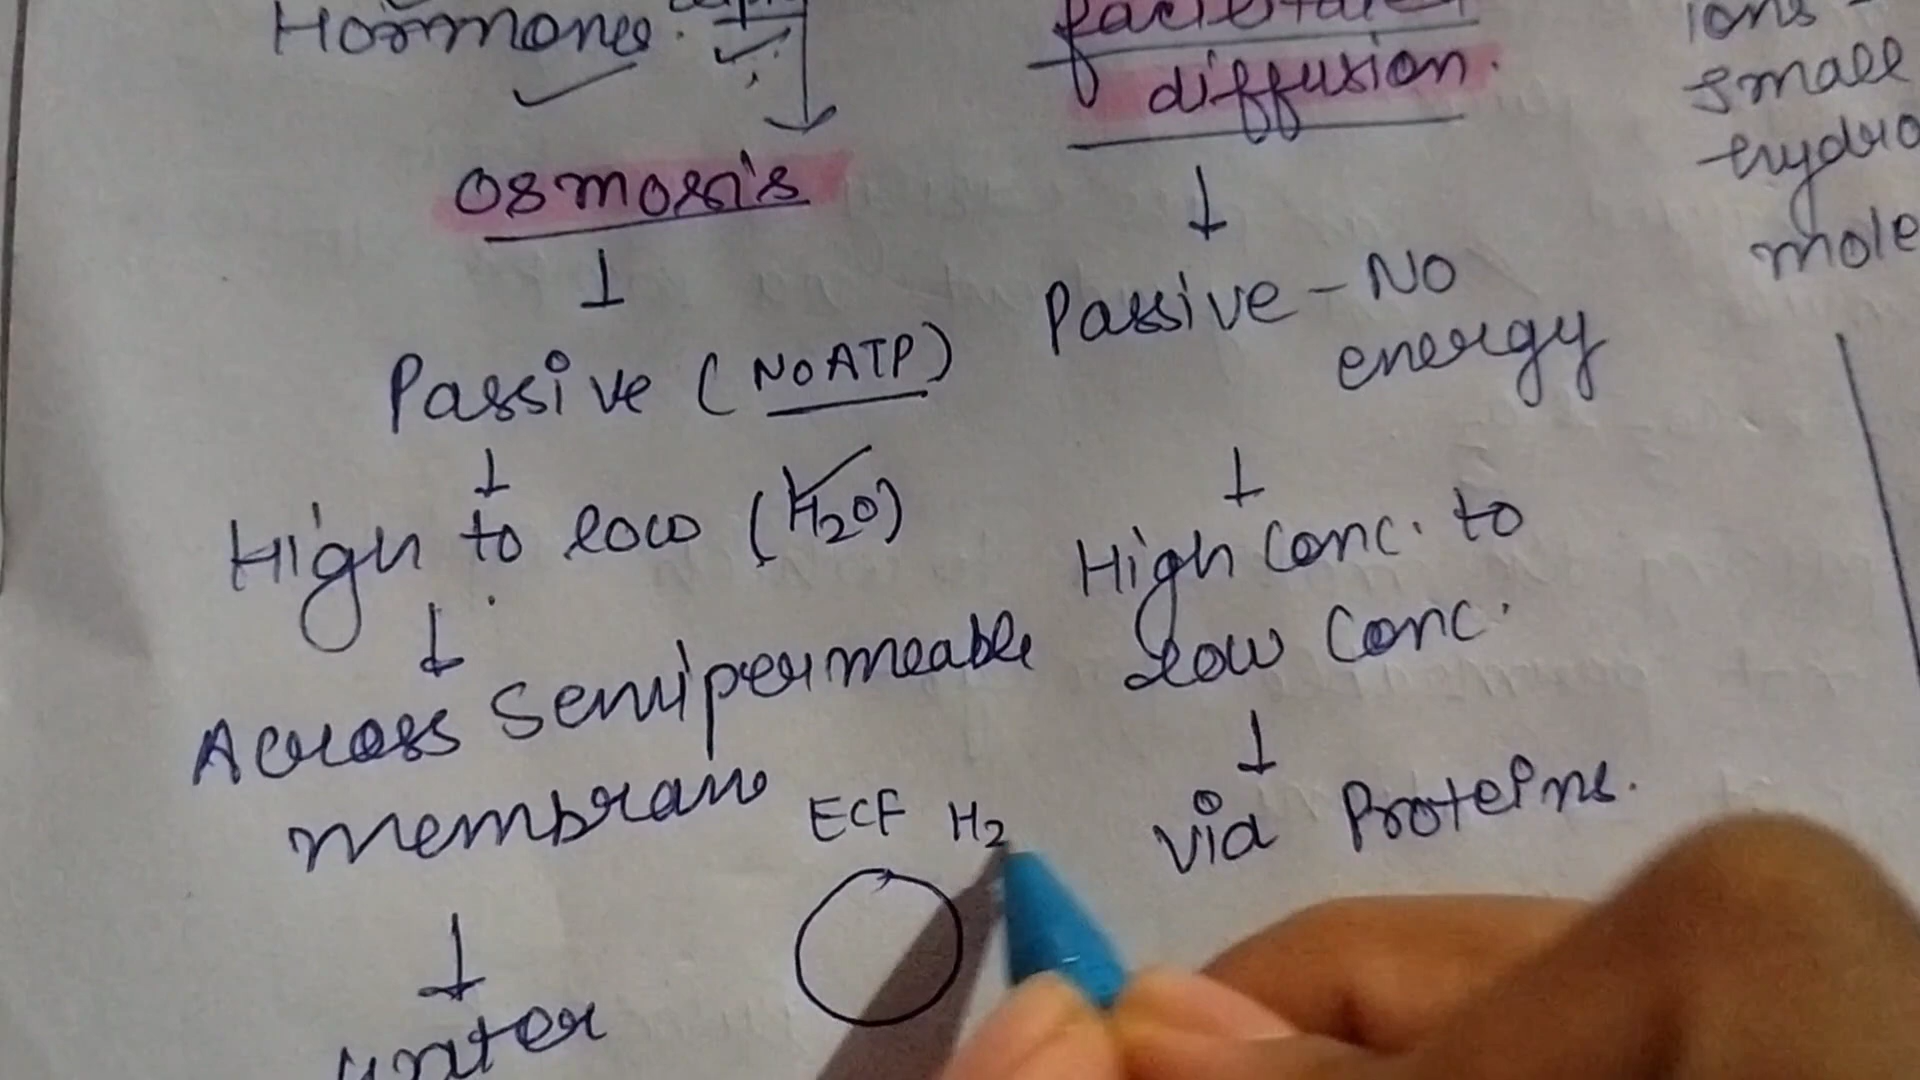 Hormones.
Osmosis
Passive (NO ATP)
High to low (H2O)
Across Semipermeable
membrane
water
ECF H2
facilitated
diffusion.
Passive - No
energy
High Conc. to
low Conc.
via Proteins.
ions -
small
hydro
mole